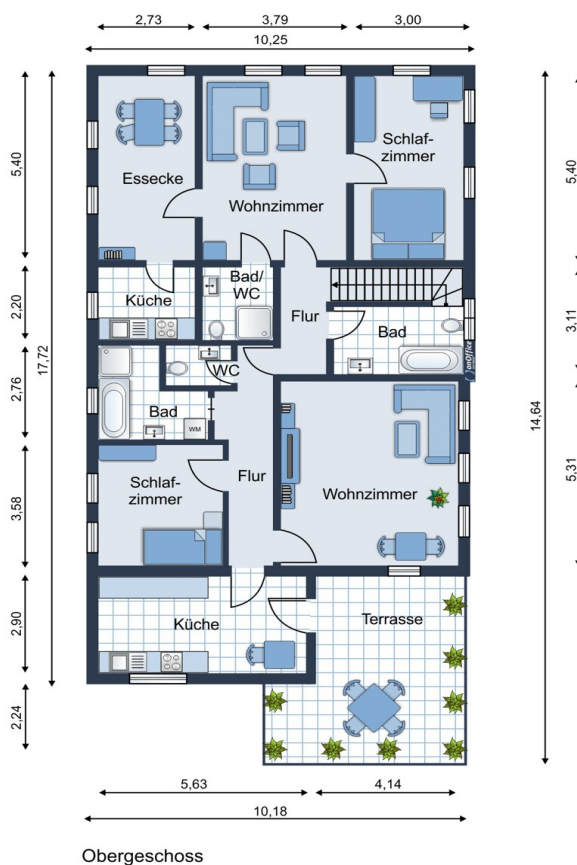 2,73 3,79 3,00
10,25
5,40
2,20
2,76
3,58
2,90
2,24
17,72
Essecke
Wohnzimmer
Schlaf-
zimmer
Küche
Bad/
WC
Flur
Bad
WC
Bad
WM
Schlaf-
zimmer
Flur
Wohnzimmer
Küche
Terrasse
onOffice
5,40
3,11
5,31
14,64
5,63 4,14
10,18
Obergeschoss